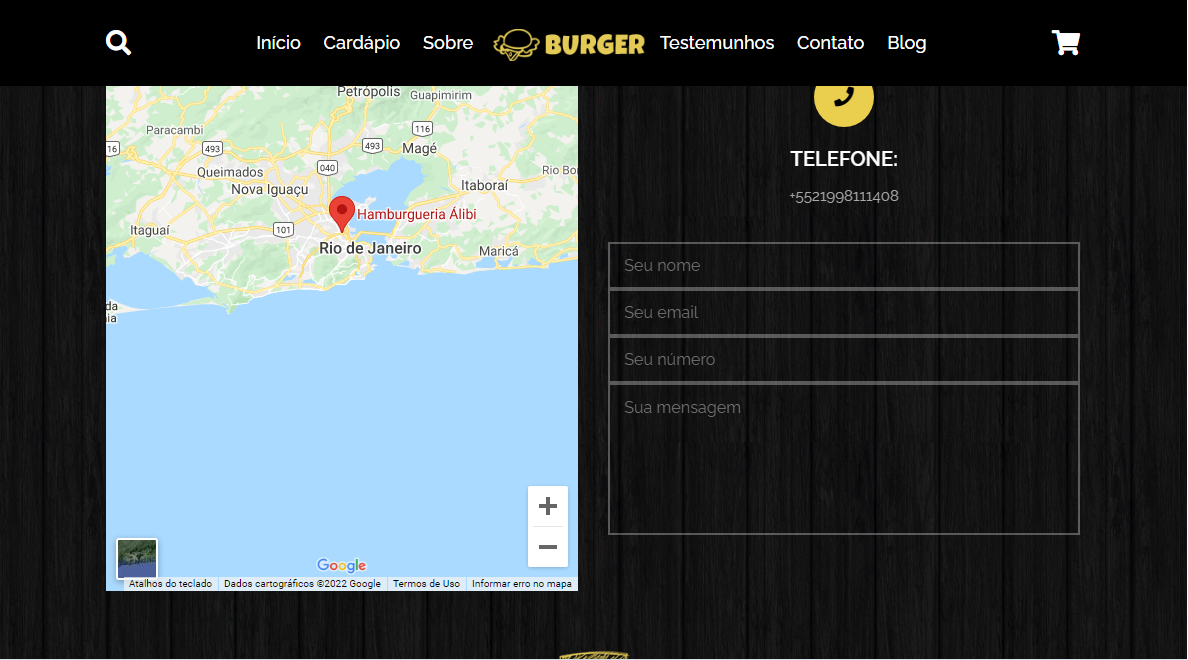 Início Cardápio Sobre BURGER Testemunhos Contato Blog
Petrópolis Guapimirim
Paracambi
116
16 493
493 Magé
040
Queimados
Rio Bo
Nova Iguaçu Itaboraí
Hamburgueria Álibi
Itaguaí 101
Rio de Janeiro Maricá
da
ia
Google
Atalhos do teclado Dados cartográficos ©2022 Google Termos de Uso Informar erro no mapa
TELEFONE:
+5521998111408
Seu nome
Seu email
Seu número
Sua mensagem